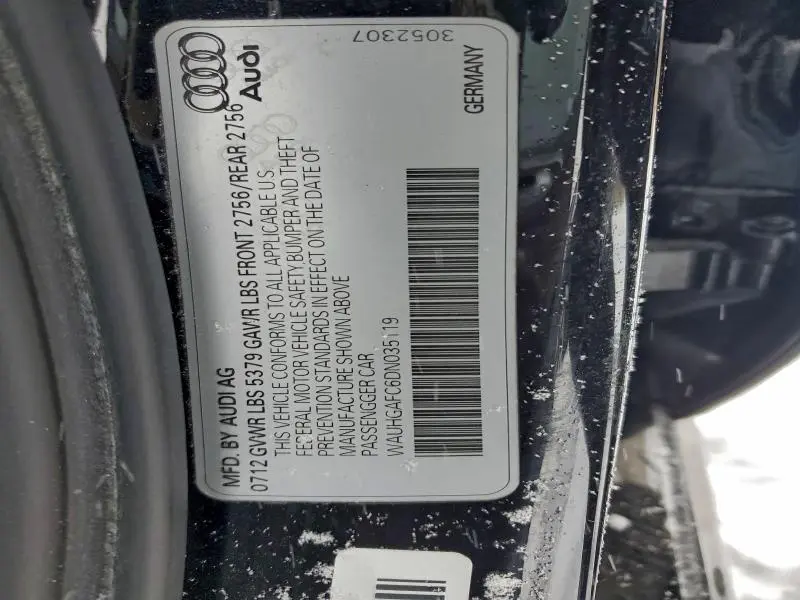 3052307
Audi
MFD. BY AUDI AG
GERMANY
0712 GVWR LBS 5379 GAWR LBS FRONT 2756/REAR 2756
THIS VEHICLE CONFORMS TO ALL APPLICABLE U.S.
FEDERAL MOTOR VEHICLE SAFETY, BUMPER AND THEFT
PREVENTION STANDARDS IN EFFECT ON THE DATE OF
MANUFACTURE SHOWN ABOVE
PASSENGGER CAR
WAUHGAFC6DN035119